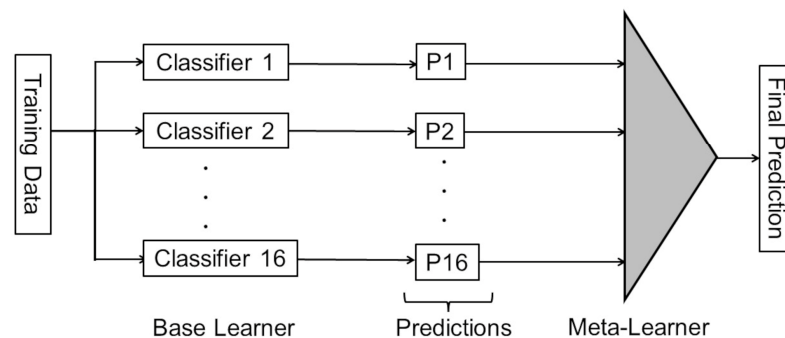 Training Data
Classifier 1
P1
Classifier 2
P2
Classifier 16
P16
Final Prediction
Base Learner
Predictions
Meta-Learner